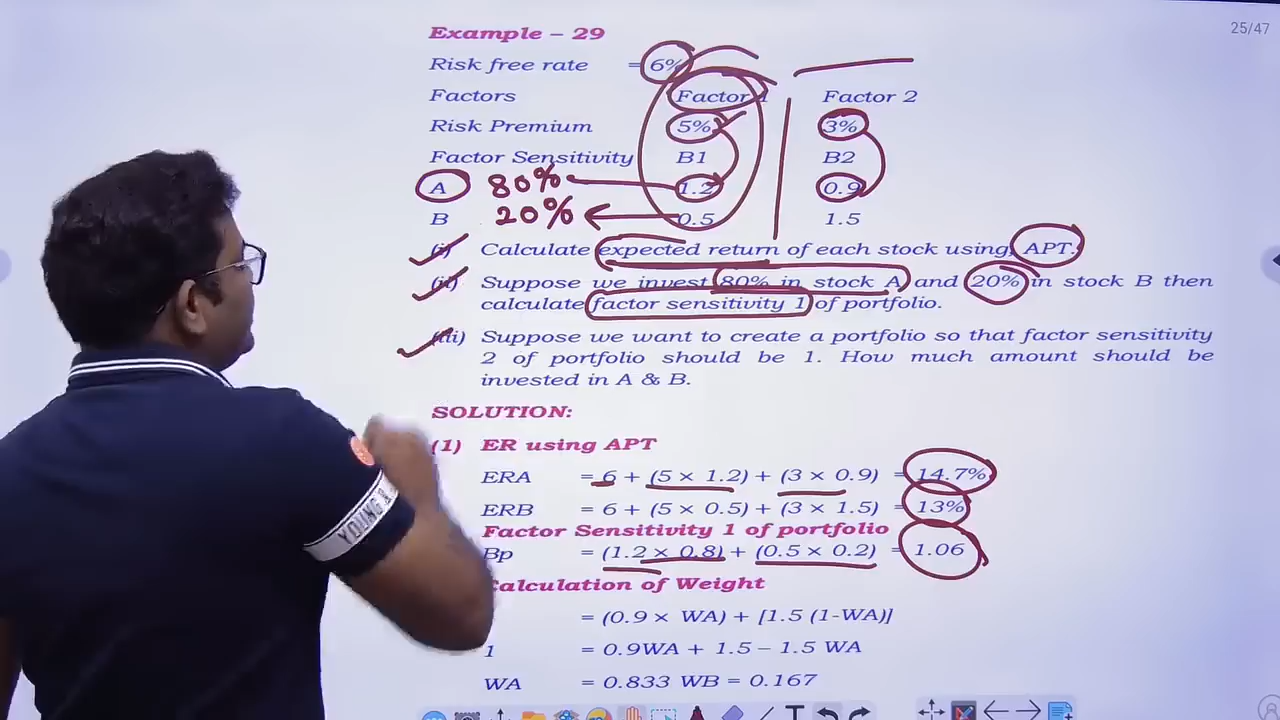 25/47
Example – 29
Risk free rate = 6%
Factors Factor 1 Factor 2
Risk Premium 5% 3%
Factor Sensitivity B1 B2
A 80% 1.2 0.9
B 20% 0.5 1.5
(i) Calculate expected return of each stock using, APT.
(ii) Suppose we invest 80% in stock A and 20% in stock B then
calculate factor sensitivity 1 of portfolio.
(iii) Suppose we want to create a portfolio so that factor sensitivity
2 of portfolio should be 1. How much amount should be
invested in A & B.
SOLUTION:
(1) ER using APT
ERA = 6 + (5 × 1.2) + (3 × 0.9) = 14.7%
ERB = 6 + (5 × 0.5) + (3 × 1.5) = 13%
Factor Sensitivity 1 of portfolio
Bp = (1.2 × 0.8) + (0.5 × 0.2) = 1.06
Calculation of Weight
= (0.9 × WA) + [1.5 (1-WA)]
1 = 0.9WA + 1.5 – 1.5 WA
WA = 0.833 WB = 0.167
YOUNG